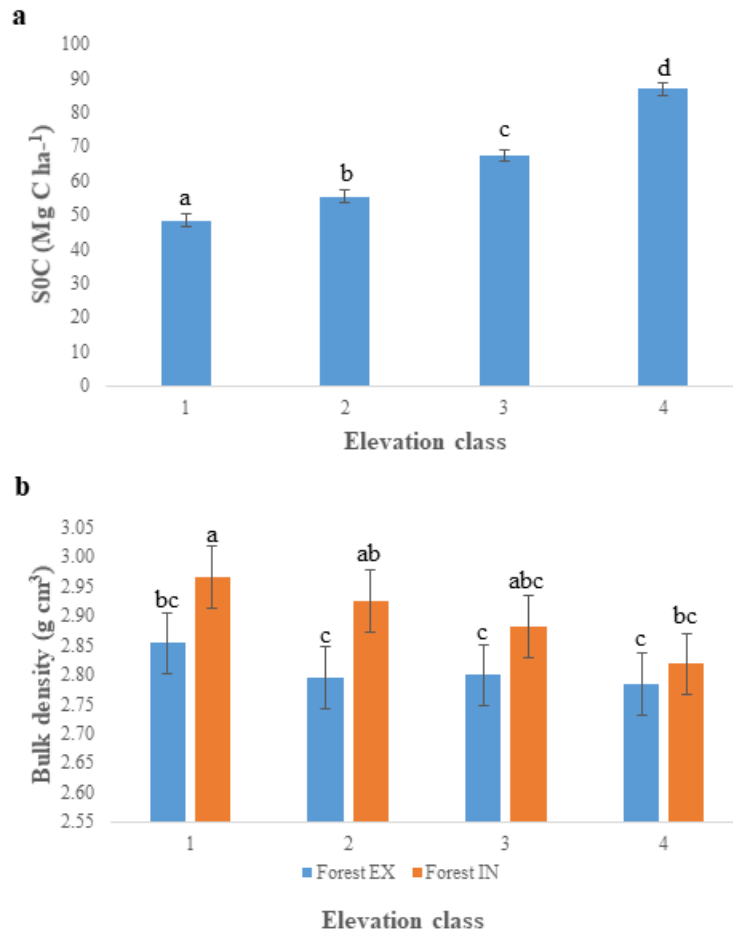 a
S0C (Mg C ha-¹)
100
90
80
70
60
50
40
30
20
10
0
a
b
c
d
1 2 3 4
Elevation class
b
Bulk density (g cm³)
3.05
3.00
2.95
2.90
2.85
2.80
2.75
2.70
2.65
2.60
2.55
bc a c ab c abc c bc
1 2 3 4
Forest EX Forest IN
Elevation class